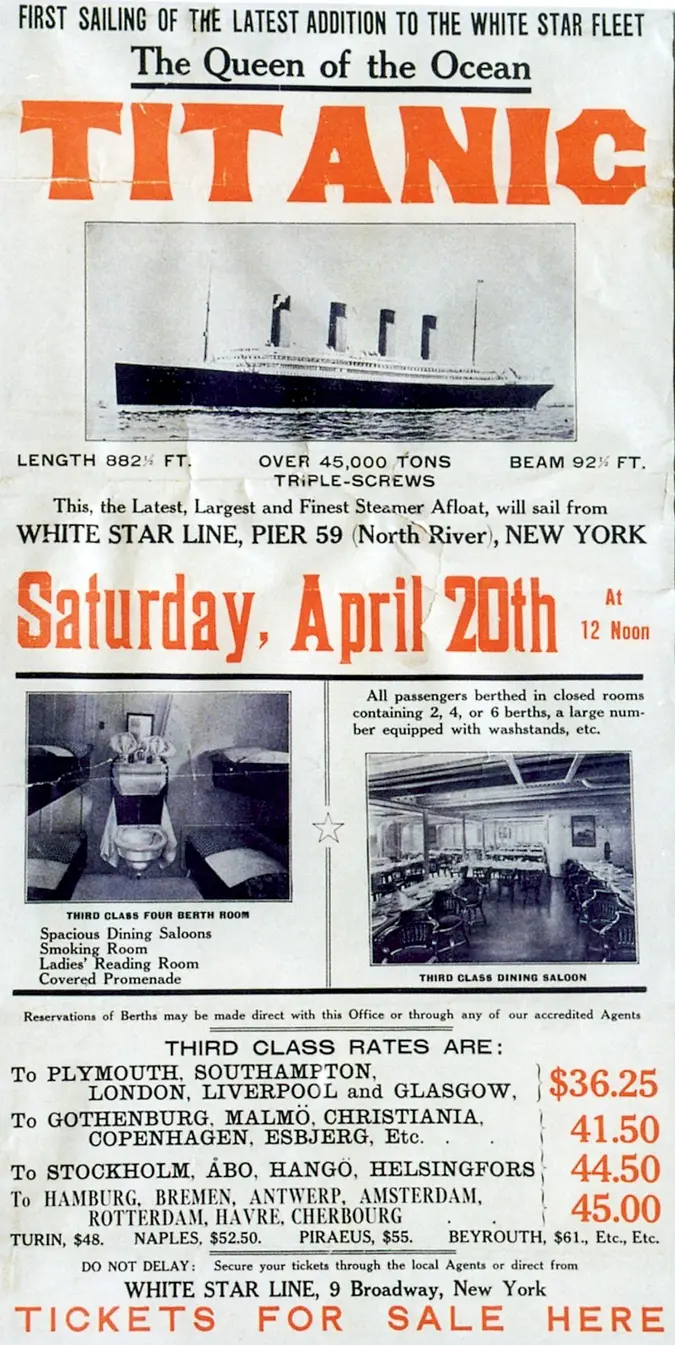 FIRST SAILING OF THE LATEST ADDITION TO THE WHITE STAR FLEET
The Queen of the Ocean
TITANIC
LENGTH 882½ FT. OVER 45,000 TONS BEAM 92½ FT.
TRIPLE-SCREWS
This, the Latest, Largest and Finest Steamer Afloat, will sail from
WHITE STAR LINE, PIER 59 (North River), NEW YORK
Saturday, April 20th At
12 Noon
All passengers berthed in closed rooms
containing 2, 4, or 6 berths, a large num-
ber equipped with washstands, etc.
THIRD CLASS FOUR BERTH ROOM
Spacious Dining Saloons
Smoking Room
Ladies' Reading Room
Covered Promenade
THIRD CLASS DINING SALOON
Reservations of Berths may be made direct with this Office or through any of our accredited Agents
THIRD CLASS RATES ARE:
To PLYMOUTH, SOUTHAMPTON,
LONDON, LIVERPOOL and GLASGOW, $36.25
To GOTHENBURG, MALMÖ, CHRISTIANIA,
COPENHAGEN, ESBJERG, Etc. . . 41.50
To STOCKHOLM, ÅBO, HANGÖ, HELSINGFORS 44.50
To HAMBURG, BREMEN, ANTWERP, AMSTERDAM,
ROTTERDAM, HAVRE, CHERBOURG . . 45.00
TURIN, $48. NAPLES, $52.50. PIRAEUS, $55. BEYROUTH, $61., Etc., Etc.
DO NOT DELAY: Secure your tickets through the local Agents or direct from
WHITE STAR LINE, 9 Broadway, New York
TICKETS FOR SALE HERE